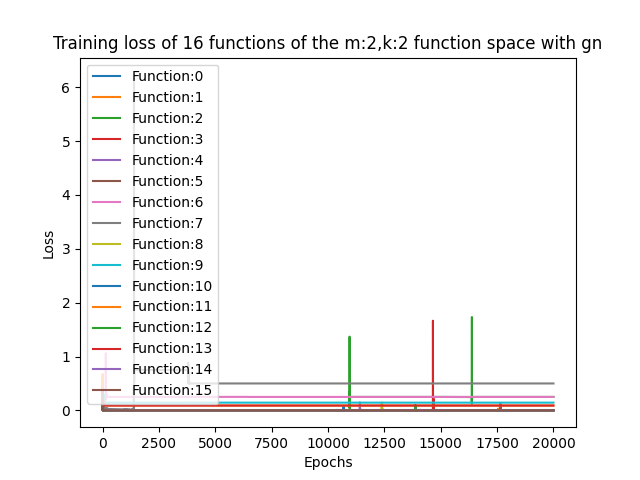 Training loss of 16 functions of the m:2,k:2 function space with gn
Loss
6
5
4
3
2
1
0
Function:0
Function:1
Function:2
Function:3
Function:4
Function:5
Function:6
Function:7
Function:8
Function:9
Function:10
Function:11
Function:12
Function:13
Function:14
Function:15
0 2500 5000 7500 10000 12500 15000 17500 20000
Epochs